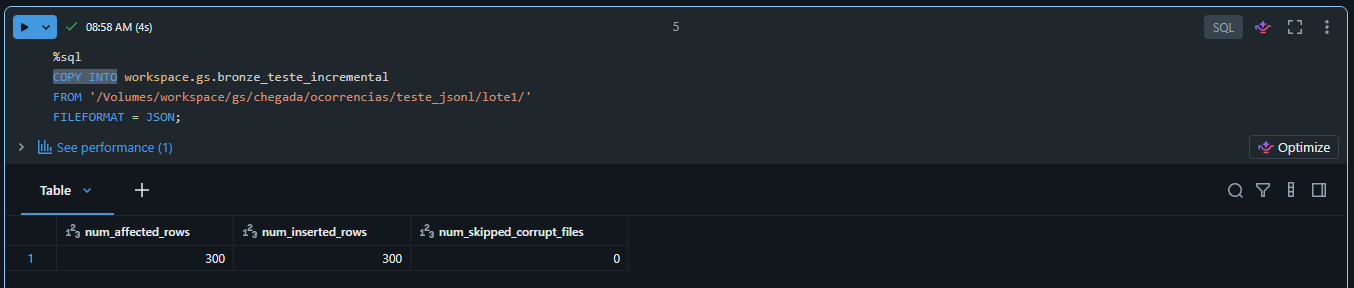 08:58 AM (4s)
5
SQL
%sql
COPY INTO workspace.gs.bronze_teste_incremental
FROM '/Volumes/workspace/gs/chegada/ocorrencias/teste_jsonl/lote1/'
FILEFORMAT = JSON;
See performance (1)
Optimize
Table
num_affected_rows num_inserted_rows num_skipped_corrupt_files
1 300 300 0